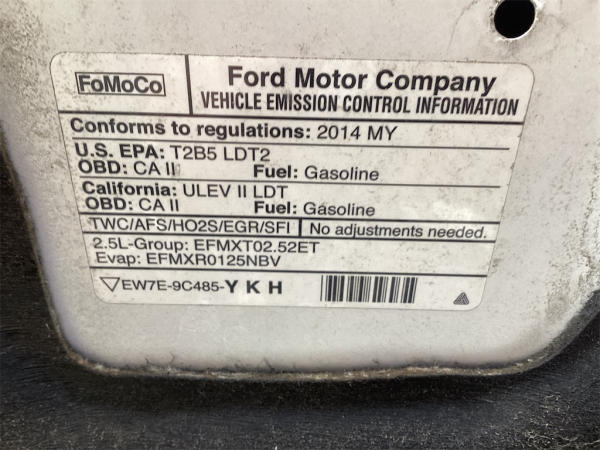 FoMoCo
Ford Motor Company
VEHICLE EMISSION CONTROL INFORMATION
Conforms to regulations: 2014 MY
U.S. EPA: T2B5 LDT2
OBD: CA II Fuel: Gasoline
California: ULEV II LDT
OBD: CA II Fuel: Gasoline
TWC/AFS/HO2S/EGR/SFI No adjustments needed.
2.5L-Group: EFMXT02.52ET
Evap: EFMXR0125NBV
EW7E-9C485-Y K H